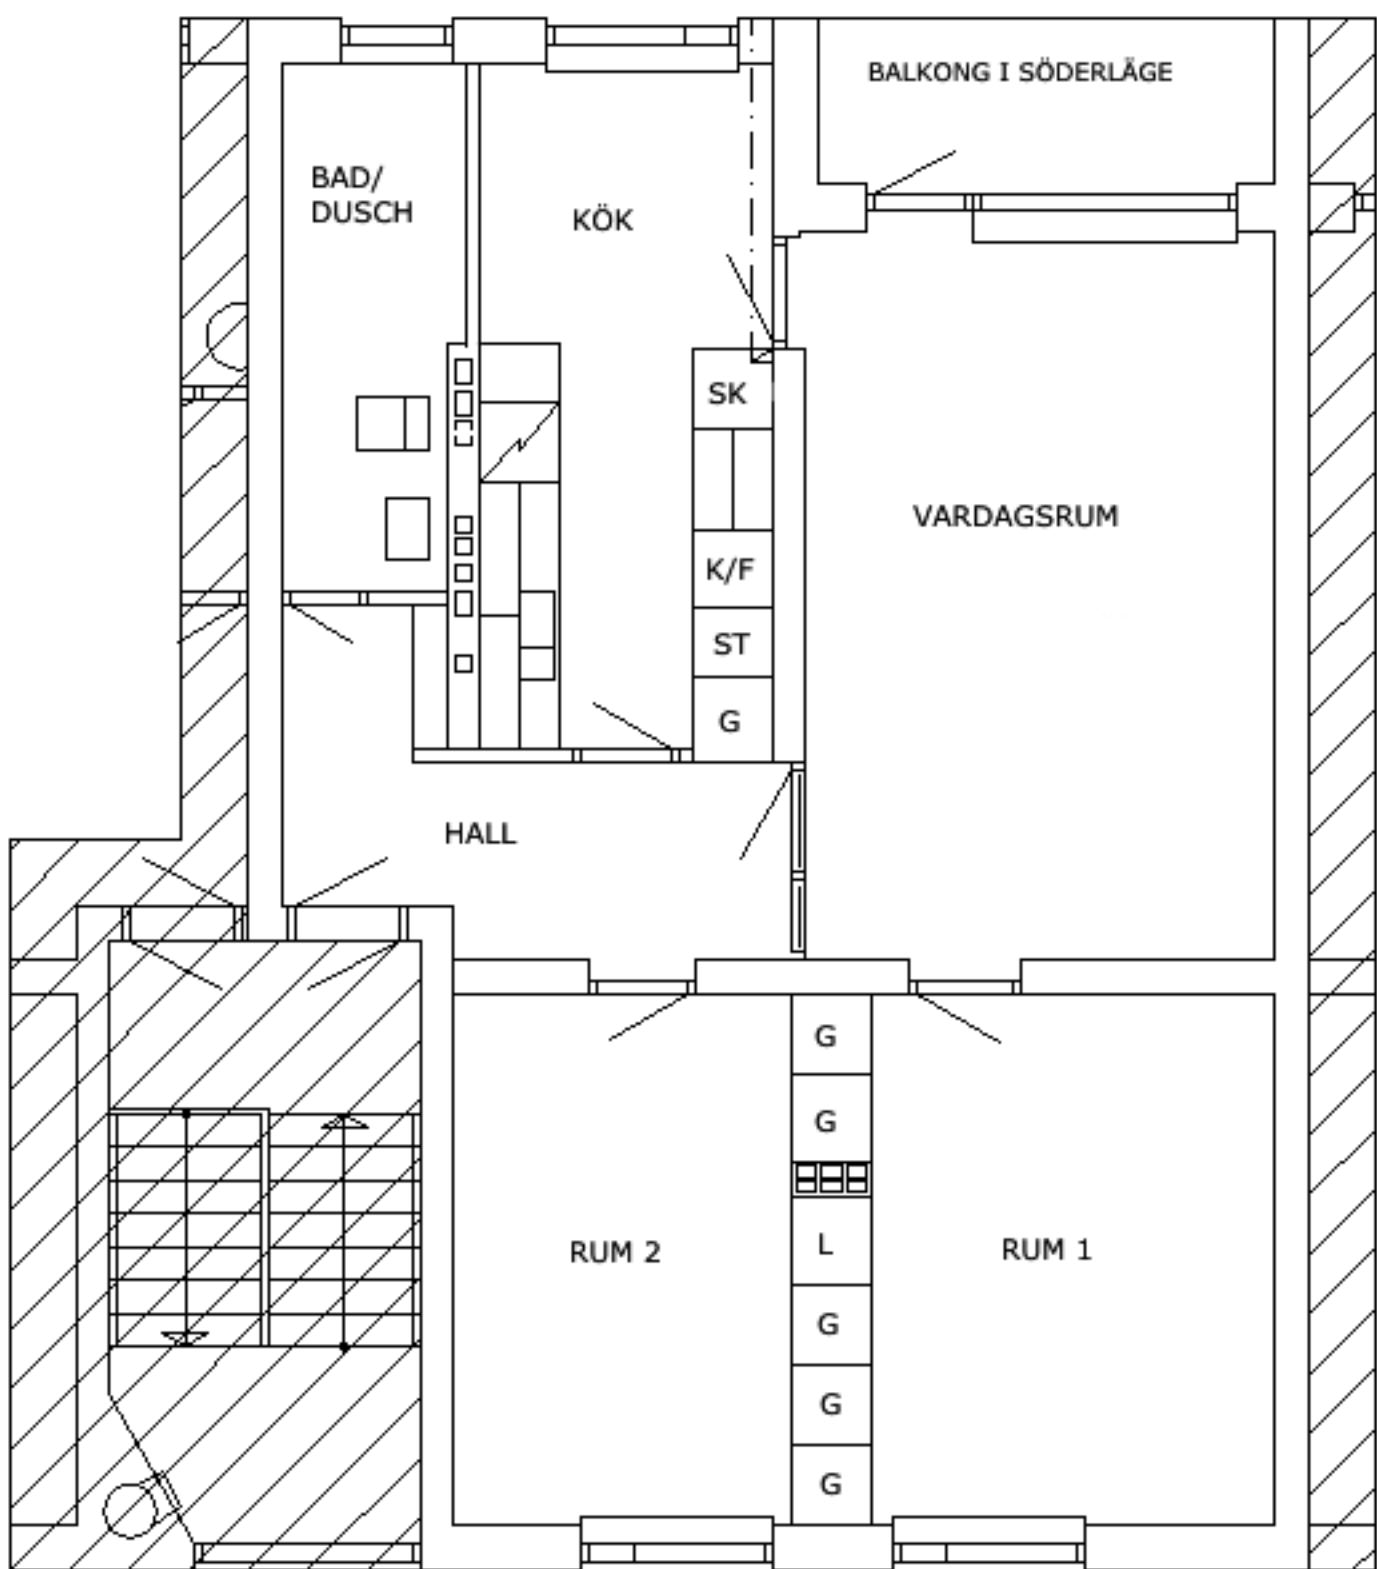 BALKONG I SÖDERLÄGE
BAD/
DUSCH
KÖK
SK
VARDAGSRUM
K/F
ST
G
HALL
G
G
L
RUM 2
RUM 1
G
G
G